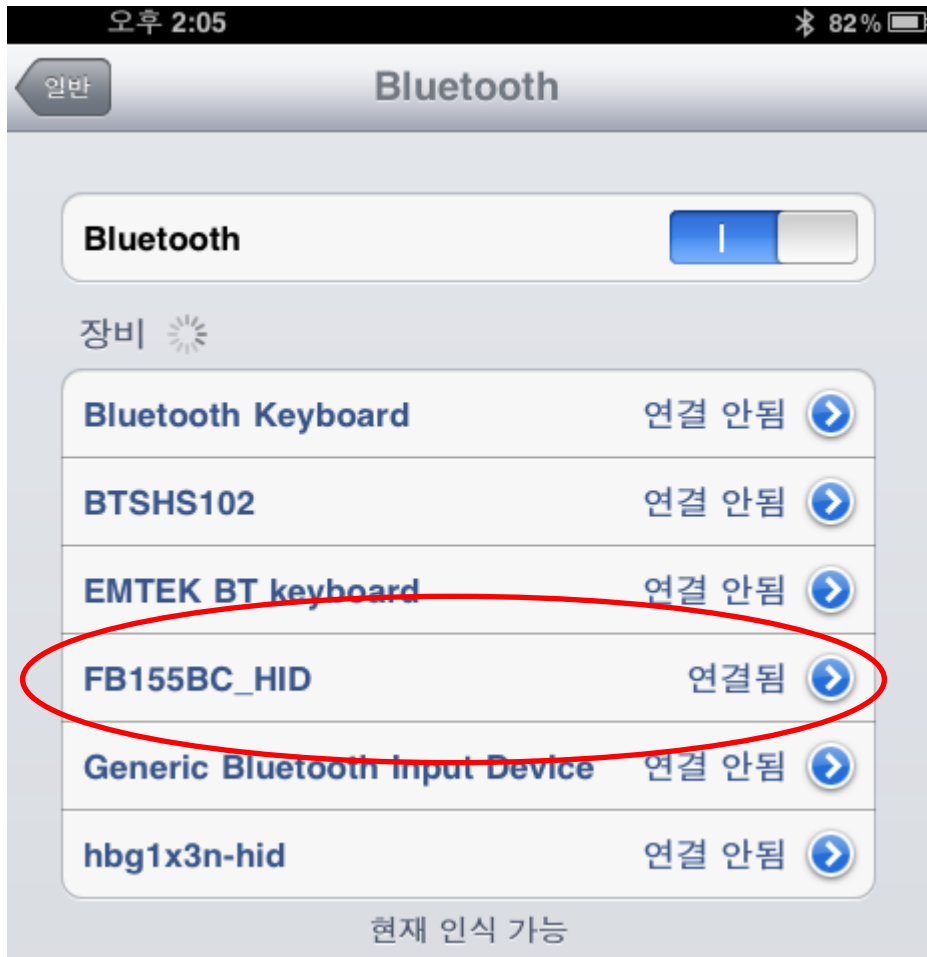 오후 2:05 82%
일반 Bluetooth
Bluetooth
장비
Bluetooth Keyboard 연결 안됨
BTSHS102 연결 안됨
EMTEK BT keyboard 연결 안됨
FB155BC_HID 연결됨
Generic Bluetooth Input Device 연결 안됨
hbg1x3n-hid 연결 안됨
현재 인식 가능